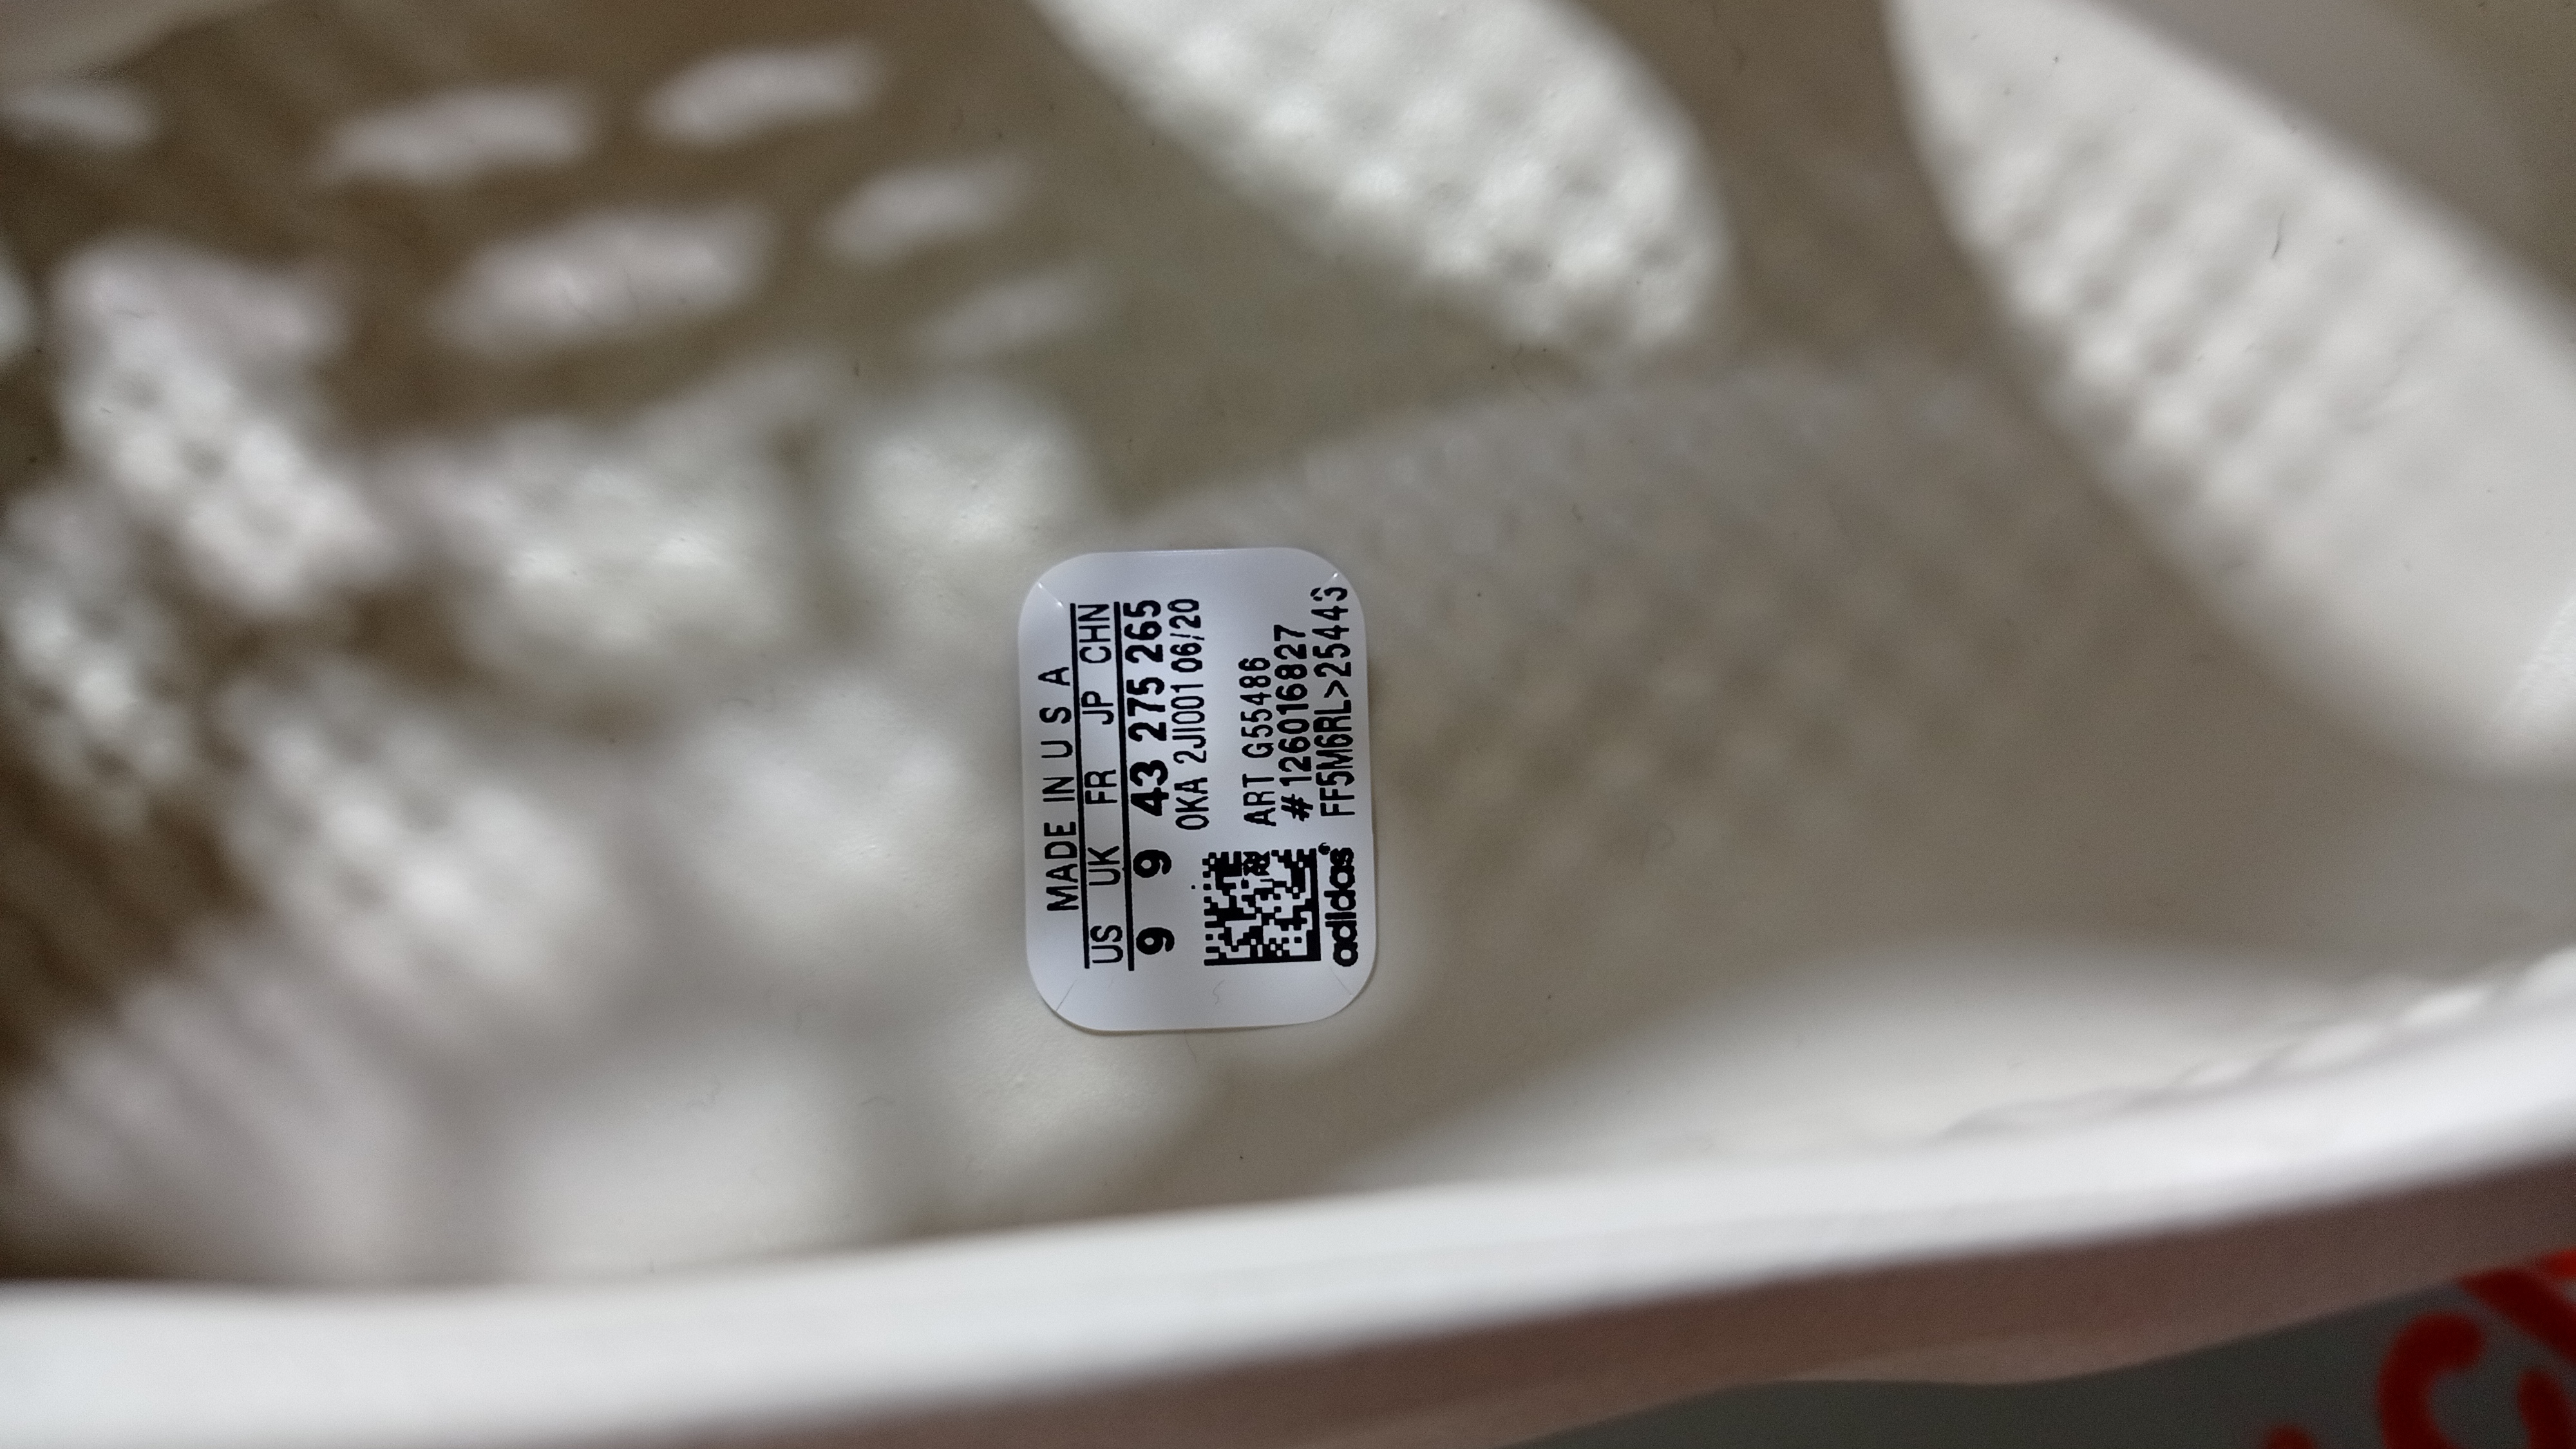 MADE IN U S A
US UK FR JP CHN
9 9 43 275 265
OKA 2JI001 06/20
ART G55486
#126016827
FF5M6RL>25443
adidas